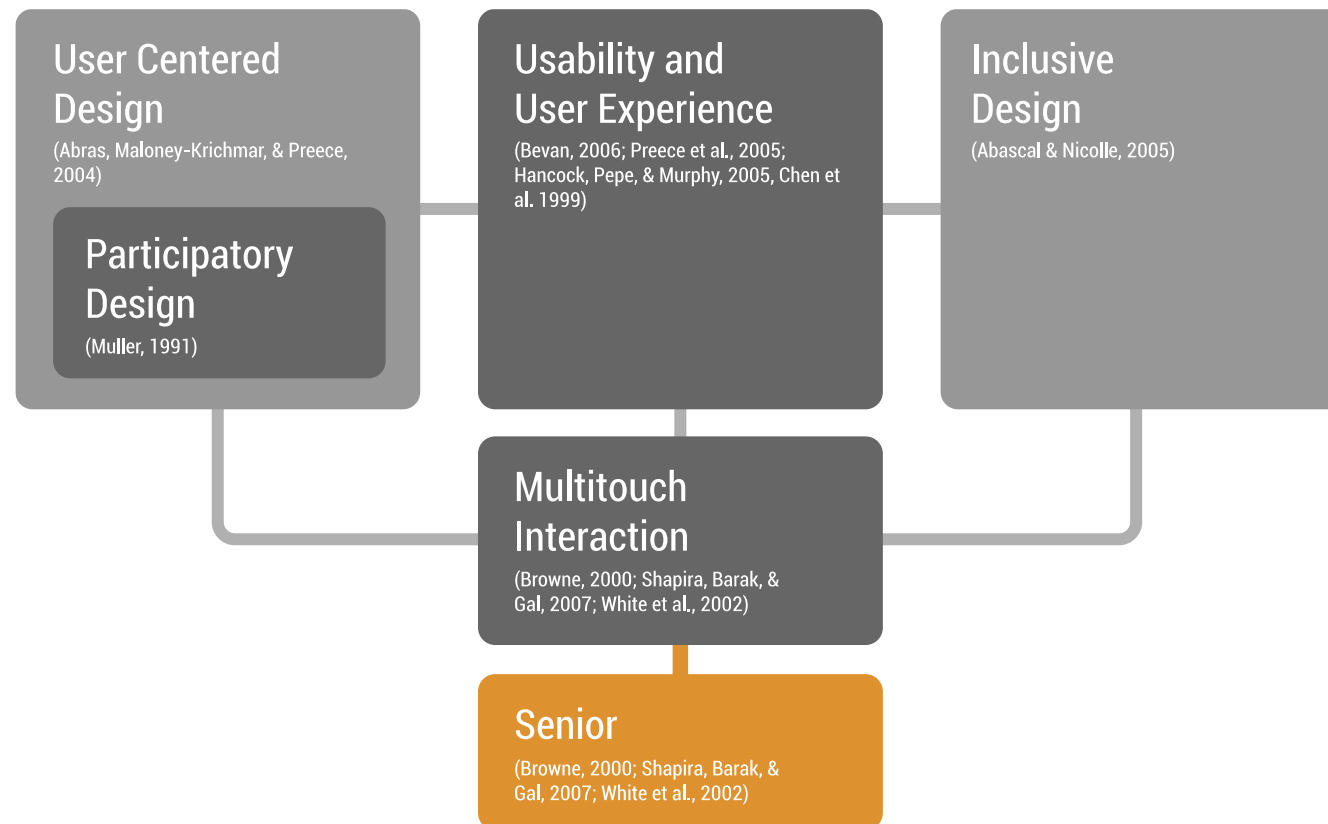 User Centered
Design
(Abras, Maloney-Krichmar, & Preece,
2004)
Participatory
Design
(Muller, 1991)
Usability and
User Experience
(Bevan, 2006; Preece et al., 2005;
Hancock, Pepe, & Murphy, 2005, Chen et
al. 1999)
Inclusive
Design
(Abascal & Nicolle, 2005)
Multitouch
Interaction
(Browne, 2000; Shapira, Barak, &
Gal, 2007; White et al., 2002)
Senior
(Browne, 2000; Shapira, Barak, &
Gal, 2007; White et al., 2002)